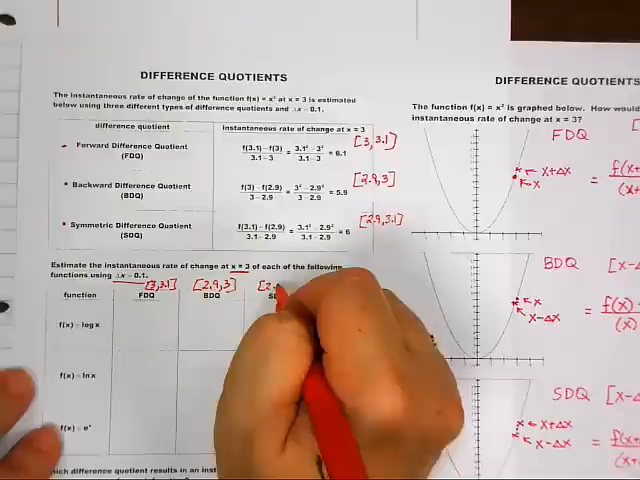 DIFFERENCE QUOTIENTS
The instantaneous rate of change of the function f(x) = x² at x = 3 is estimated
below using three different types of difference quotients and Δx = 0.1.
difference quotient
instantaneous rate of change at x = 3
Forward Difference Quotient
(FDQ)
f(3.1) − f(3) / 3.1 − 3 = 3.1² − 3² / 3.1 − 3 = 6.1
[3, 3.1]
Backward Difference Quotient
(BDQ)
f(3) − f(2.9) / 3 − 2.9 = 3² − 2.9² / 3 − 2.9 = 5.9
[2.9, 3]
• Symmetric Difference Quotient
(SDQ)
f(3.1) − f(2.9) / 3.1 − 2.9 = 3.1² − 2.9² / 3.1 − 2.9 = 6
[2.9, 3.1]
Estimate the instantaneous rate of change at x = 3 of each of the following
functions using Δx = 0.1.
[3, 3.1] [2.9, 3] [2.
function FDQ BDQ
f(x) = log x
f(x) = ln x
f(x) = eˣ
difference quotient results in an inst
DIFFERENCE QUOTIENTS
The function f(x) = x² is graphed below. How would
instantaneous rate of change at x = 3?
FDQ
x+Δx
x
= f(x+
(x+
BDQ [x−
x
x−Δx
= f(x)
(x)
SDQ [x−Δ
x+Δx
x−Δx
= f(x+
(x+